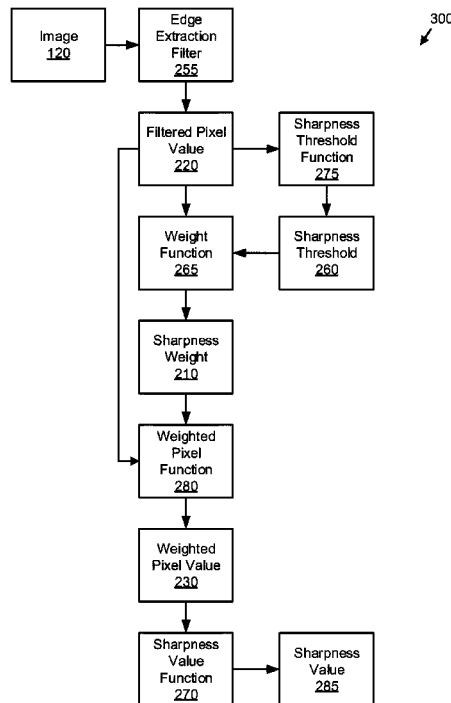 300
Image
120
Edge
Extraction
Filter
255
Filtered Pixel
Value
220
Sharpness
Threshold
Function
275
Weight
Function
265
Sharpness
Threshold
260
Sharpness
Weight
210
Weighted
Pixel
Function
280
Weighted
Pixel Value
230
Sharpness
Value
Function
270
Sharpness
Value
285